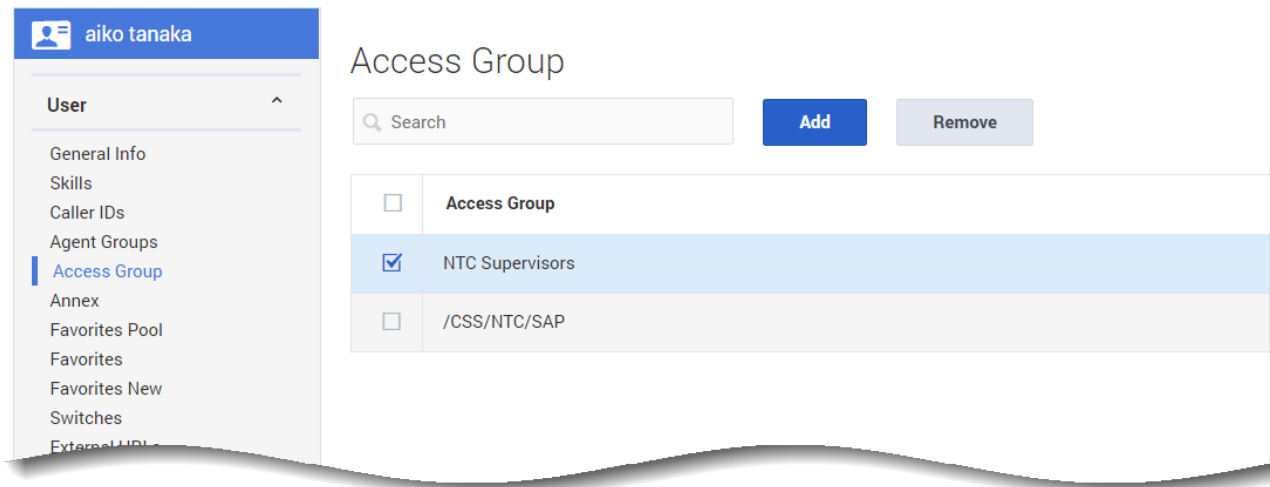 aiko tanaka
User
General Info
Skills
Caller IDs
Agent Groups
Access Group
Annex
Favorites Pool
Favorites
Favorites New
Switches
External
Access Group
Search
Add
Remove
Access Group
NTC Supervisors
/CSS/NTC/SAP